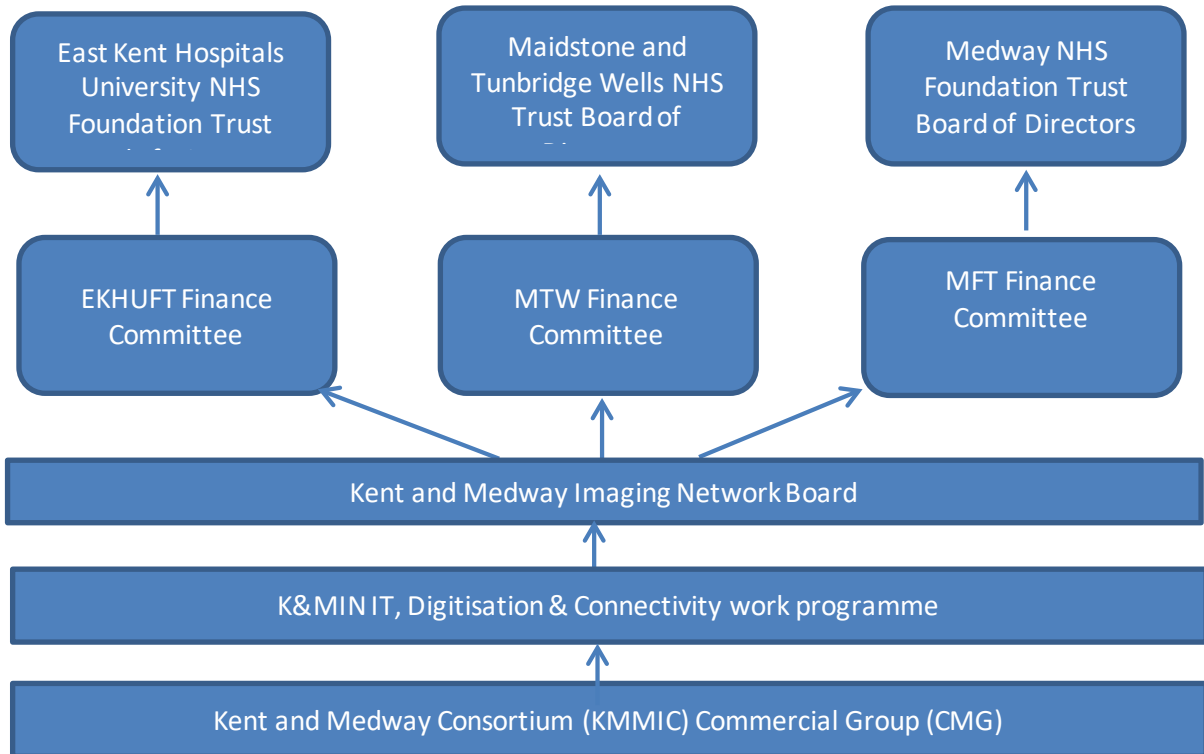 East Kent Hospitals
University NHS
Foundation Trust
Maidstone and
Tunbridge Wells NHS
Trust Board of
Medway NHS
Foundation Trust
Board of Directors
EKHUFT Finance
Committee
MTW Finance
Committee
MFT Finance
Committee
Kent and Medway Imaging Network Board
K&MIN IT, Digitisation & Connectivity work programme
Kent and Medway Consortium (KMMIC) Commercial Group (CMG)